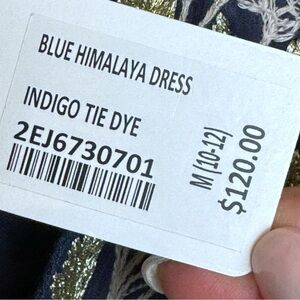 BLUE HIMALAYA DRESS
INDIGO TIE DYE
2EJ6730701
M (10-12)
$120.00